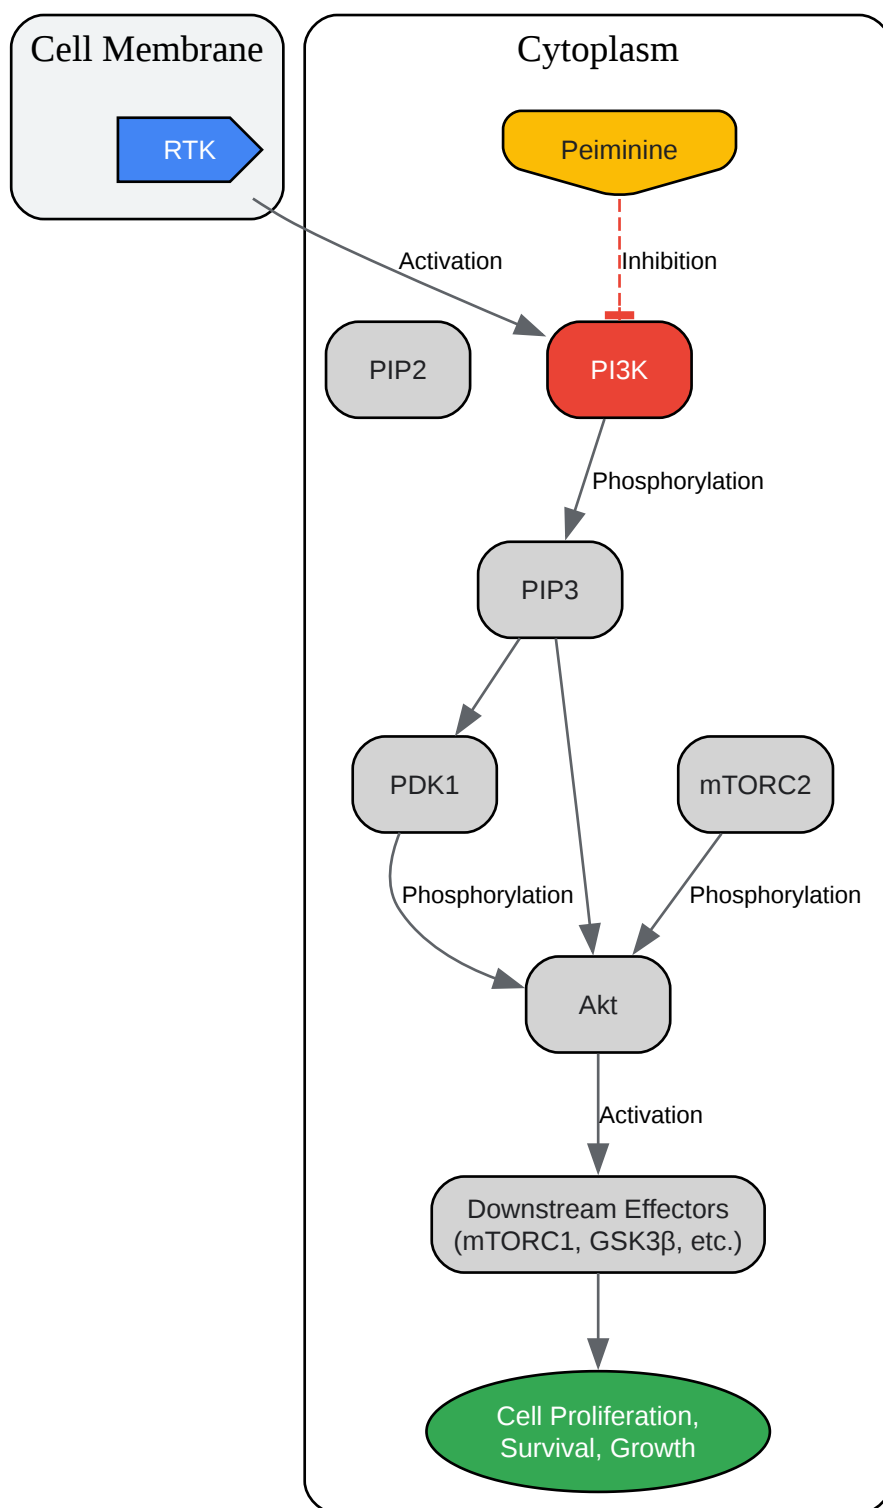 Cell Membrane
Cytoplasm
RTK
Peiminine
Activation
Inhibition
PIP2
PI3K
Phosphorylation
PIP3
PDK1
mTORC2
Phosphorylation
Phosphorylation
Akt
Activation
Downstream Effectors
(mTORC1, GSK3β, etc.)
Cell Proliferation,
Survival, Growth